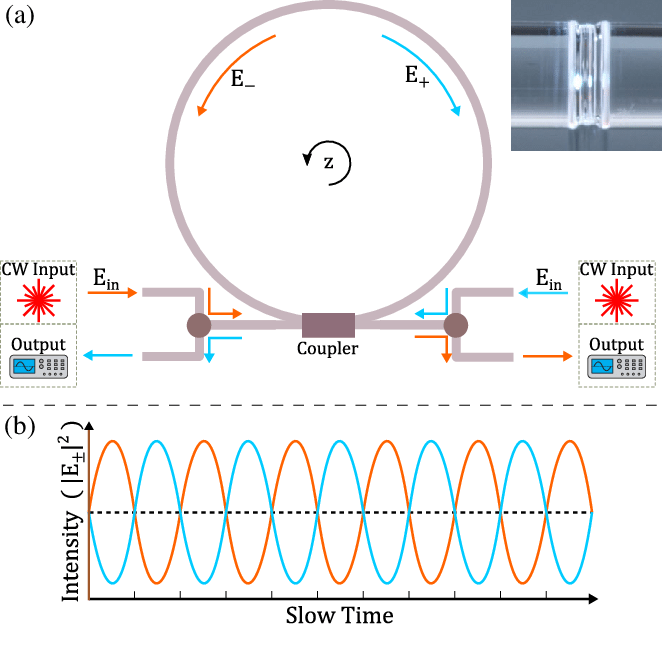 (a)
E₋
E₊
z
CW Input
E_in
E_in
CW Input
Output
Coupler
Output
(b)
Intensity ( |E±|² )
Slow Time